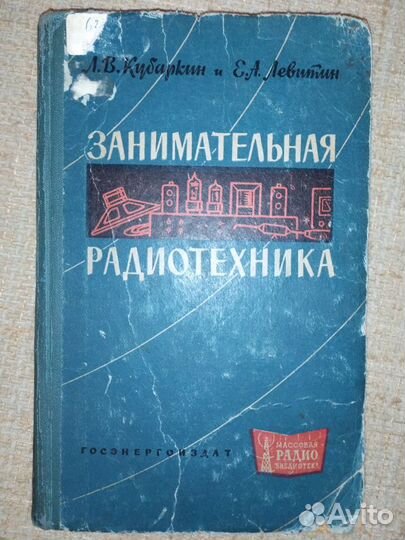 Л.В.Кубаркин и Е.А.Левитин
ЗАНИМАТЕЛЬНАЯ
РАДИОТЕХНИКА
ГОСЭНЕРГОИЗДАТ
МАССОВАЯ
РАДИО
БИБЛИОТЕКА
Avito